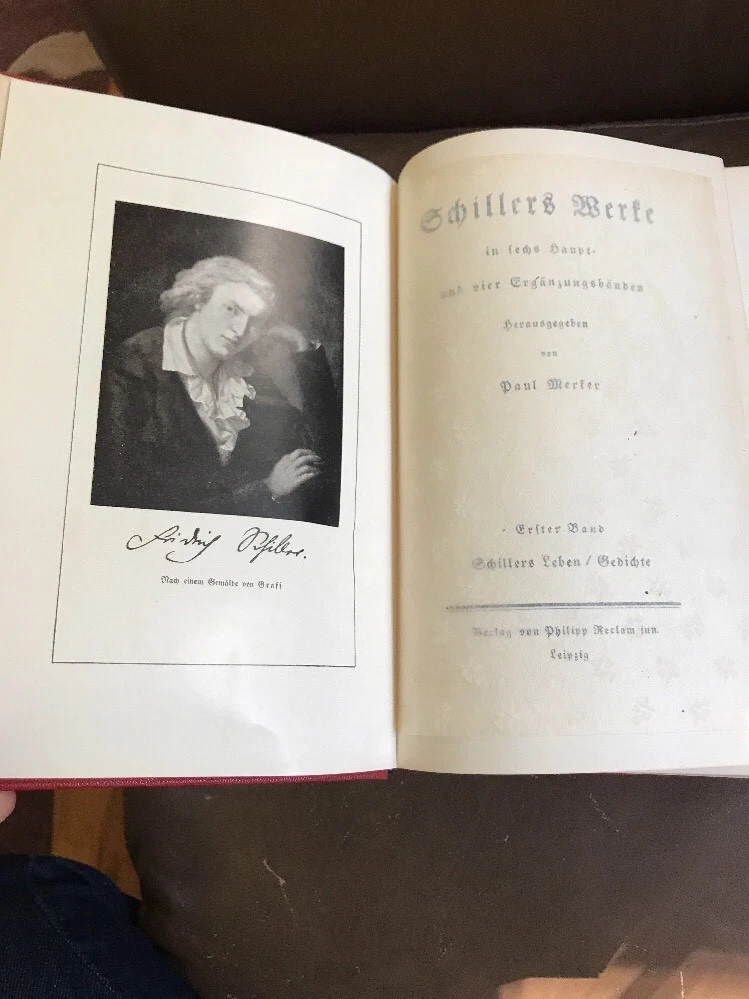 Fridrich Schiller.
Nach einem Gemälde von Graff
Schillers Werke
in sechs Haupt-
und vier Ergänzungsbänden
Herausgegeben
von
Paul Merker
Erster Band
Schillers Leben / Gedichte
Verlag von Philipp Reclam jun.
Leipzig